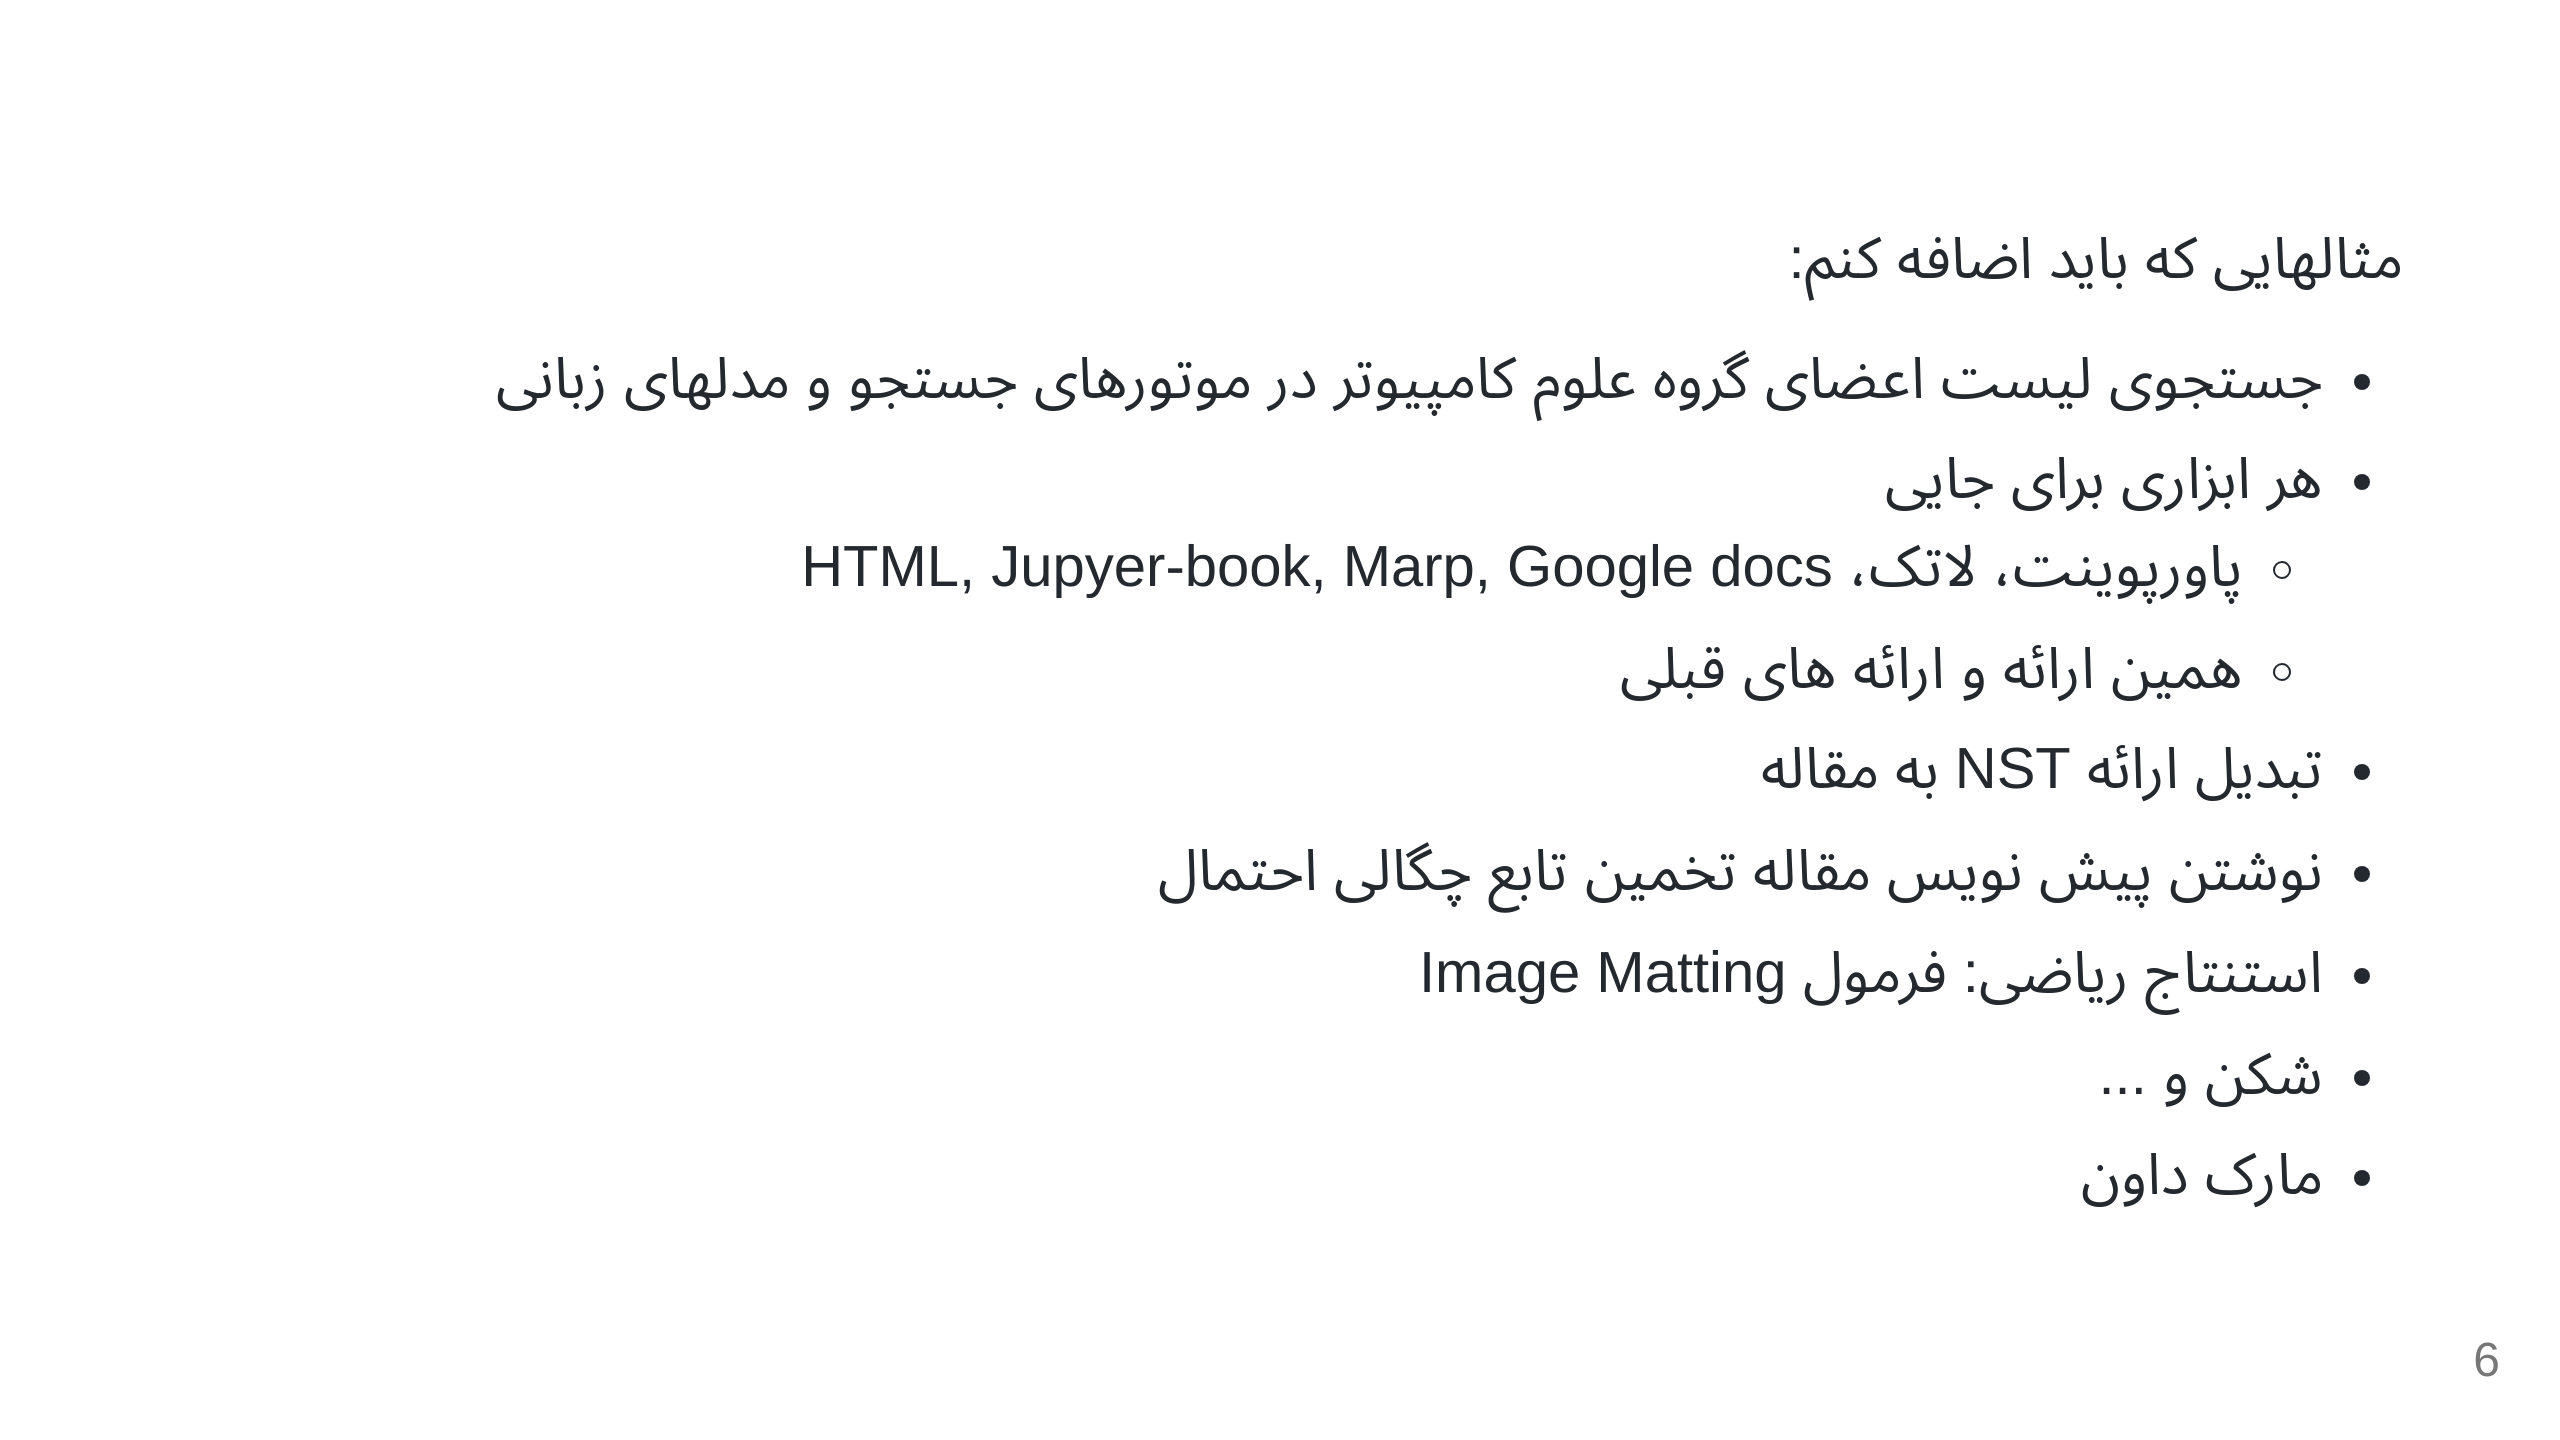 مثالهایی که باید اضافه کنم:
• جستجوی لیست اعضای گروه علوم کامپیوتر در موتورهای جستجو و مدلهای زبانی
• هر ابزاری برای جایی
○ پاورپوینت، لاتک، HTML, Jupyer-book, Marp, Google docs
○ همین ارائه و ارائه های قبلی
• تبدیل ارائه NST به مقاله
• نوشتن پیش نویس مقاله تخمین تابع چگالی احتمال
• استنتاج ریاضی: فرمول Image Matting
• شکن و ...
• مارک داون
6